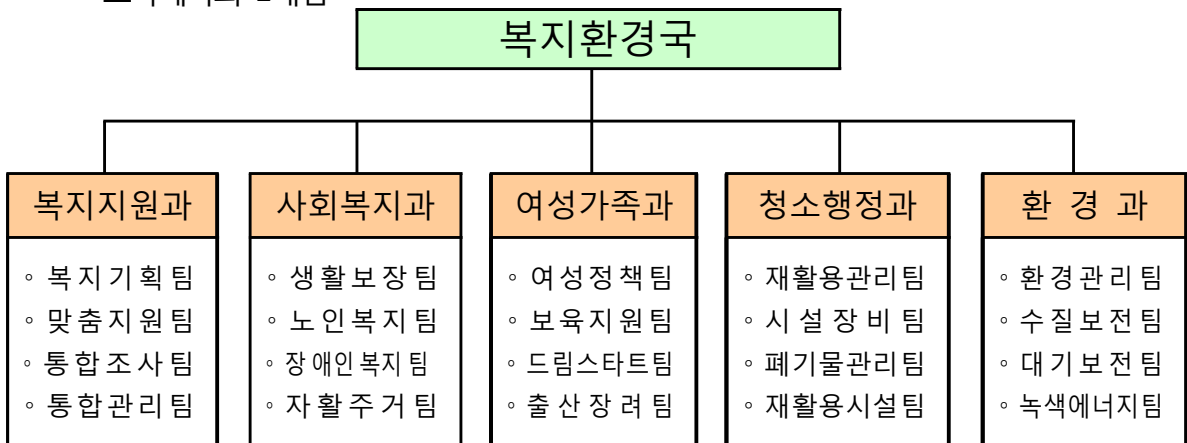 복지환경국
복지지원과
◦ 복지기획팀
◦ 맞춤지원팀
◦ 통합조사팀
◦ 통합관리팀
사회복지과
◦ 생활보장팀
◦ 노인복지팀
◦ 장애인복지팀
◦ 자활주거팀
여성가족과
◦ 여성정책팀
◦ 보육지원팀
◦ 드림스타트팀
◦ 출산장려팀
청소행정과
◦ 재활용관리팀
◦ 시설장비팀
◦ 폐기물관리팀
◦ 재활용시설팀
환 경 과
◦ 환경관리팀
◦ 수질보전팀
◦ 대기보전팀
◦ 녹색에너지팀